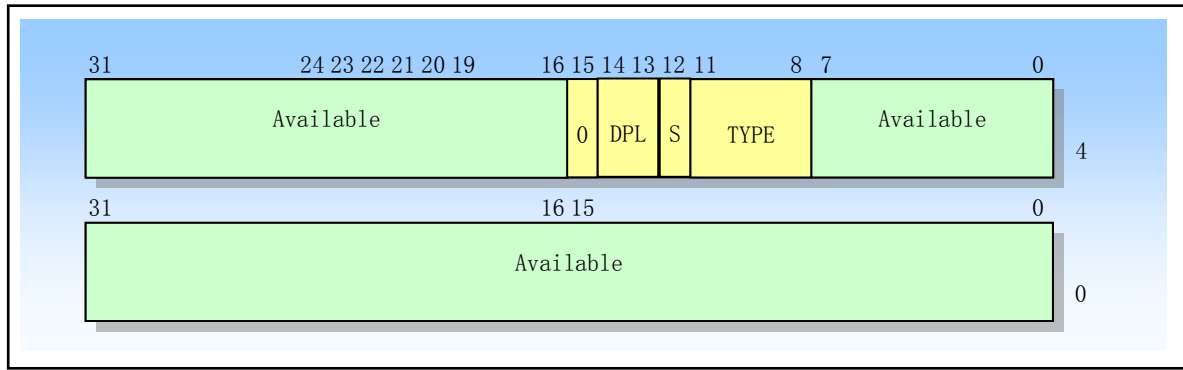 31 24 23 22 21 20 19 16 15 14 13 12 11 8 7 0
Available 0 DPL S TYPE Available
4
31 16 15 0
Available
0